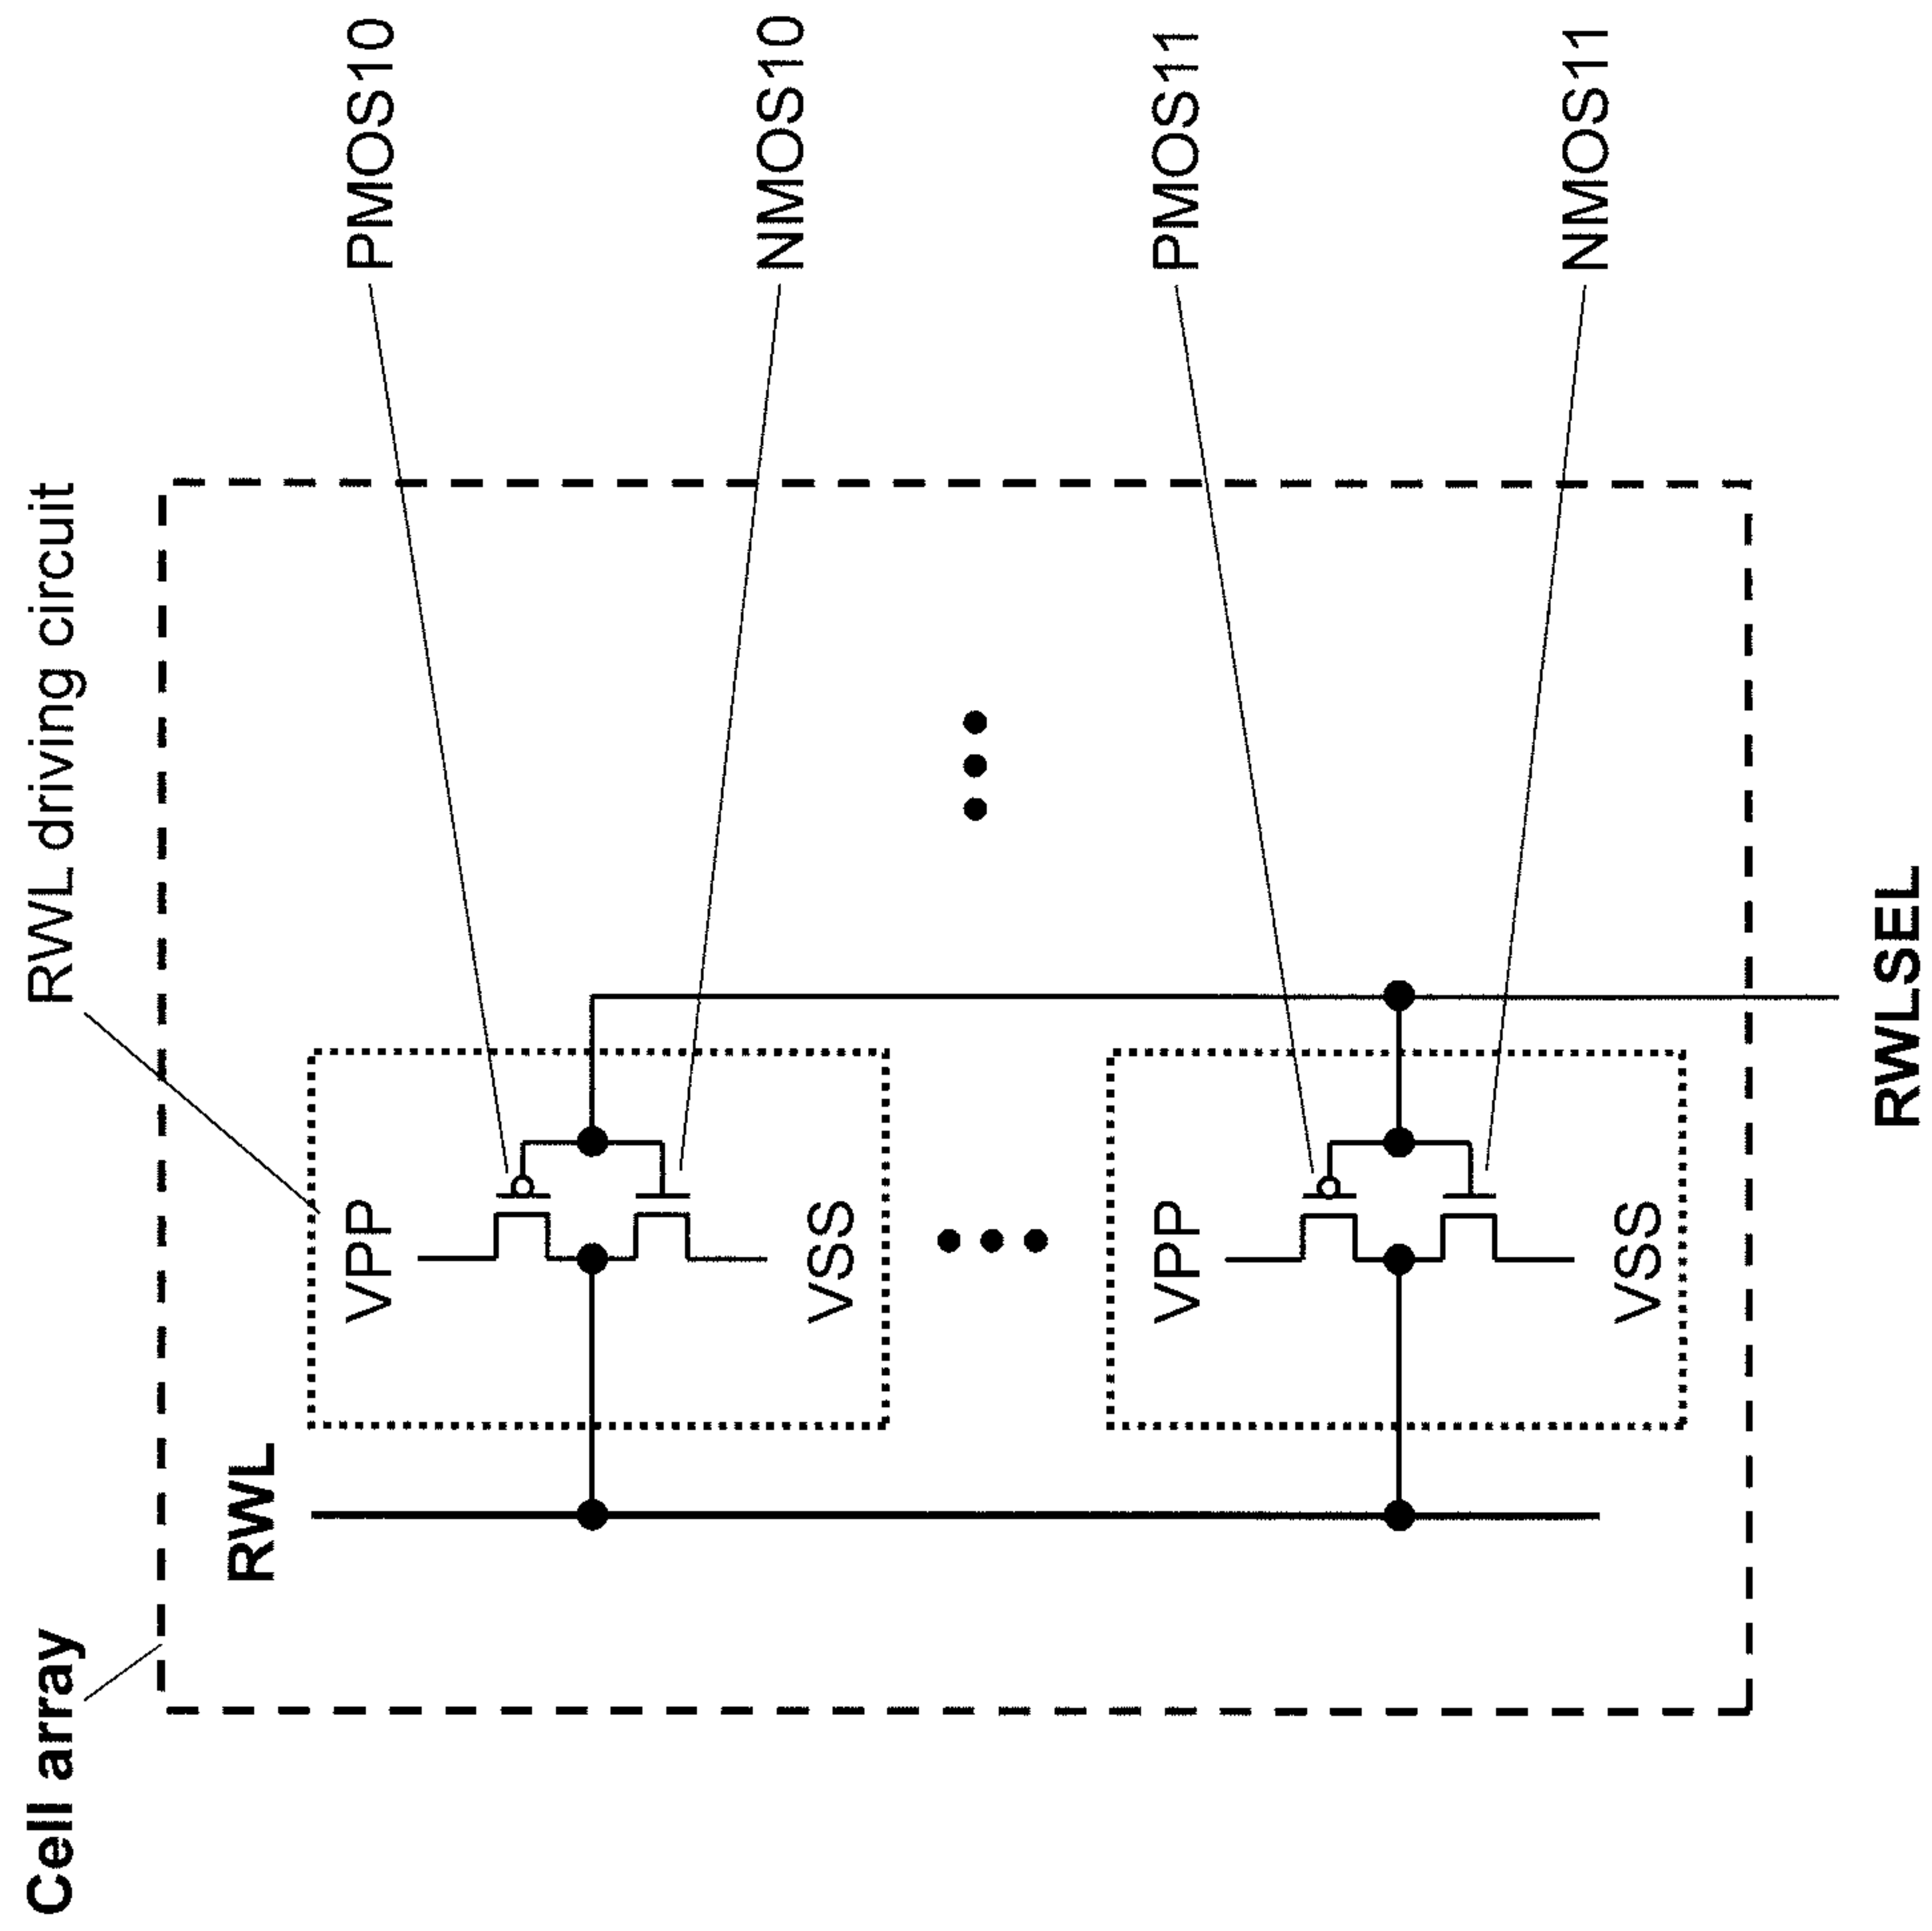 Cell array
RWL driving circuit
RWL
VPP
VSS
VPP
VSS
PMOS10
NMOS10
PMOS11
NMOS11
RWLSEL